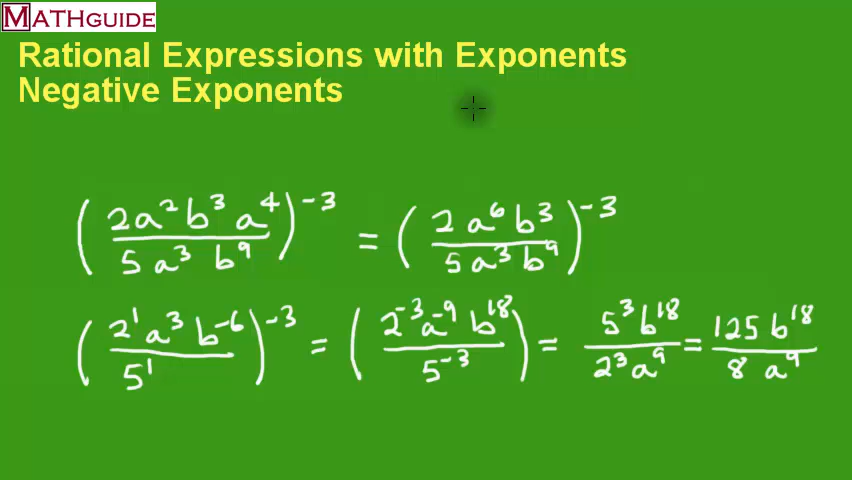 MATHGUIDE
Rational Expressions with Exponents
Negative Exponents
(2a²b³a⁴/5a³b⁹)⁻³ = (2a⁶b³/5a³b⁹)⁻³
(2¹a³b⁻⁶/5¹)⁻³ = (2⁻³a⁻⁹b¹⁸/5⁻³) = 5³b¹⁸/2³a⁹ = 125b¹⁸/8a⁹